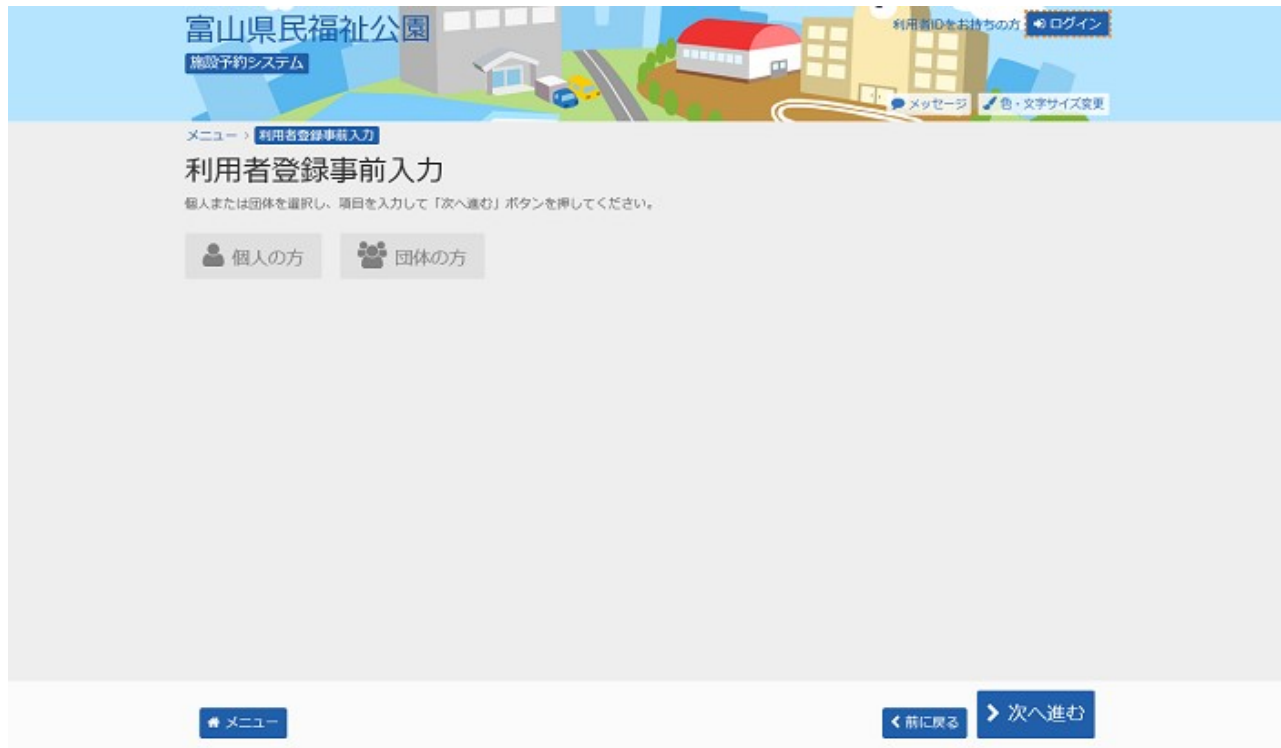 富山県民福祉公園
施設予約システム
利用者IDをお持ちの方 ログイン
メッセージ 色・文字サイズ変更
メニュー › 利用者登録事前入力
利用者登録事前入力
個人または団体を選択し、項目を入力して「次へ進む」ボタンを押してください。
個人の方 団体の方
メニュー 前に戻る 次へ進む